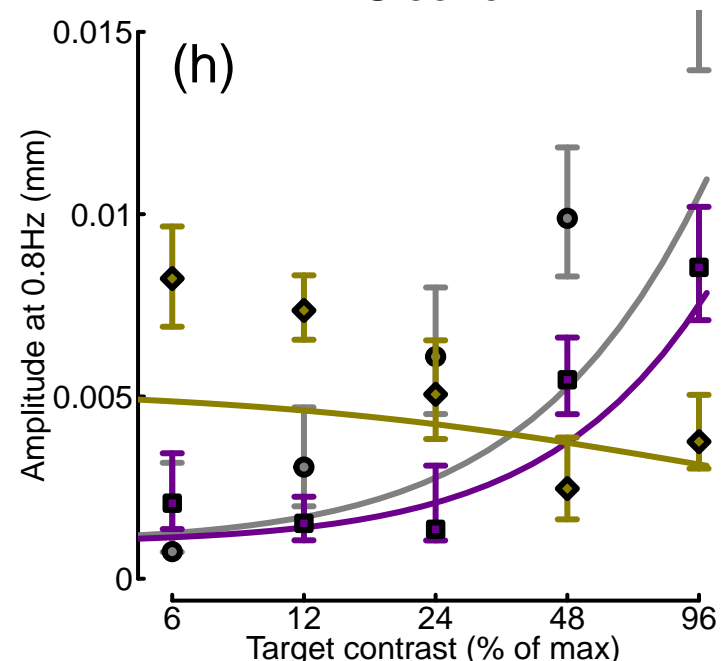 0.015
(h)
0.01
0.005
0
Amplitude at 0.8Hz (mm)
6 12 24 48 96
Target contrast (% of max)